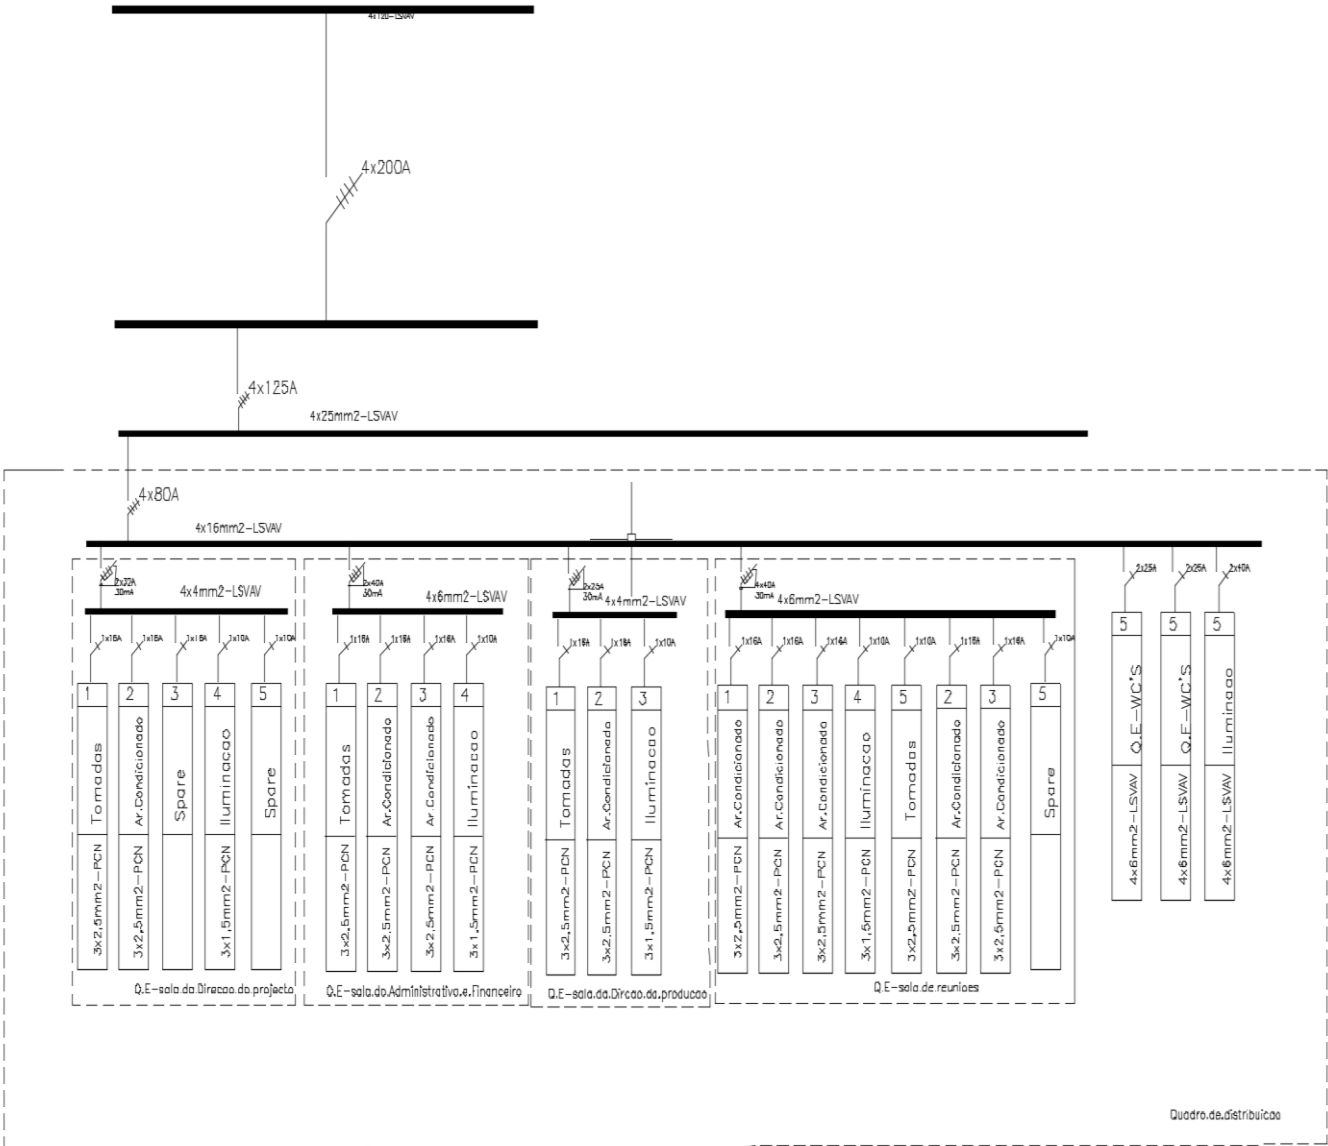 4x120-LSVAV
4x200A
4x125A
4x25mm2-LSVAV
4x80A
4x16mm2-LSVAV
30mA
4x4mm2-LSVAV
1x16A
1x16A
1x16A
1x10A
1x10A
1
2
3
4
5
Tomadas
Ar.Condicionado
Spare
Iluminacao
Spare
3x2,5mm2-PCN
3x2,5mm2-PCN
3x1,5mm2-PCN
Q.E-sala.da.Direcao.do.projecto
2x40A
30mA
4x6mm2-LSVAV
1x16A
1x16A
1x16A
1x10A
1
2
3
4
Tomadas
Ar.Condicionado
Ar.Condicionado
Iluminacao
3x2,5mm2-PCN
3x2,5mm2-PCN
3x2,5mm2-PCN
3x1,5mm2-PCN
Q.E-sala.do.Administrativo.e.Financeiro
2x25A
30mA
4x4mm2-LSVAV
1x16A
1x16A
1x10A
1
2
3
Tomadas
Ar.Condicionado
Iluminacao
3x2,5mm2-PCN
3x2,5mm2-PCN
3x1,5mm2-PCN
Q.E-sala.da.Dircao.da.producao
4x40A
30mA
4x6mm2-LSVAV
1x16A
1x16A
1x16A
1x10A
1x10A
1x16A
1x16A
1x10A
1
2
3
4
5
2
3
5
Ar.Condicionado
Ar.Condicionado
Ar.Condicionado
Iluminacao
Tomadas
Ar.Condicionado
Ar.Condicionado
Spare
3x2,5mm2-PCN
3x2,5mm2-PCN
3x2,5mm2-PCN
3x1,5mm2-PCN
3x2,5mm2-PCN
3x2,5mm2-PCN
3x2,5mm2-PCN
Q.E-sala.de.reunioes
2x25A
2x25A
2x40A
5
5
5
Q.E-WC'S
Q.E-WC'S
Iluminacao
4x6mm2-LSVAV
4x6mm2-LSVAV
4x6mm2-LSVAV
Quadro.de.distribuicao